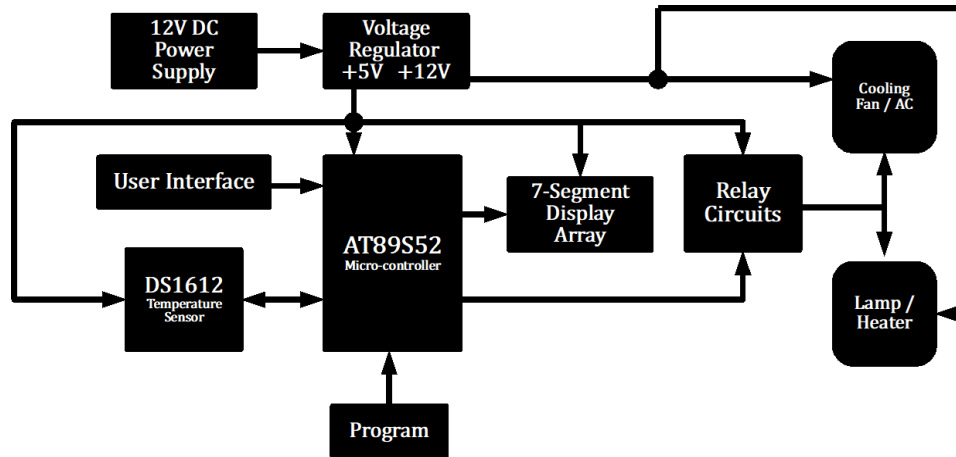 12V DC
Power
Supply
Voltage
Regulator
+5V +12V
Cooling
Fan / AC
User Interface
AT89S52
Micro-controller
7-Segment
Display
Array
Relay
Circuits
DS1612
Temperature
Sensor
Lamp /
Heater
Program